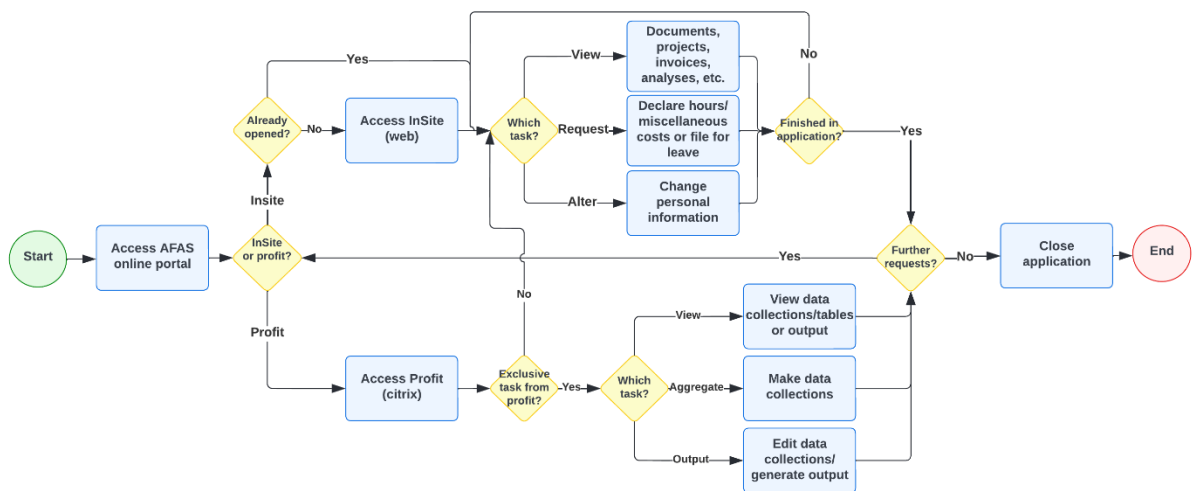 Start
Access AFAS
online portal
InSite
or profit?
Insite
Already
opened?
Yes
No
Access InSite
(web)
Which
task?
View
Documents,
projects,
invoices,
analyses, etc.
Request
Declare hours/
miscellaneous
costs or file for
leave
Alter
Change
personal
information
No
Finished in
application?
Yes
Further
requests?
Yes
No
Close
application
End
Profit
Access Profit
(citrix)
Exclusive
task from
profit?
No
Yes
Which
task?
View
View data
collections/tables
or output
Aggregate
Make data
collections
Output
Edit data
collections/
generate output